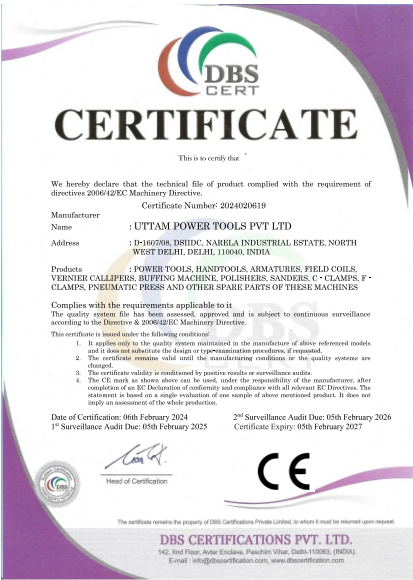 DBS
CERT
CERTIFICATE
This is to certify that
We hereby declare that the technical file of product complied with the requirement of
directives 2006/42/EC Machinery Directive.
Certificate Number: 2024020619
Manufacturer
Name : UTTAM POWER TOOLS PVT LTD
Address : D-1607/08, DSIIDC, NARELA INDUSTRIAL ESTATE, NORTH
WEST DELHI, DELHI, 110040, INDIA
Products : POWER TOOLS, HANDTOOLS, ARMATURES, FIELD COILS,
VERNIER CALLIPERS, BUFFING MACHINE, POLISHERS, SANDERS, C - CLAMPS, F -
CLAMPS, PNEUMATIC PRESS AND OTHER SPARE PARTS OF THESE MACHINES
Complies with the requirements applicable to it
The quality system file has been assessed, approved and is subject to continuous surveillance
according to the Directive & 2006/42/EC Machinery Directive.
This certificate is issued under the following conditions:
1. It applies only to the quality system maintained in the manufacture of above referenced models
and it does not substitute the design or type-examination procedures, if requested.
2. The certificate remains valid until the manufacturing condition or the quality systems are
changed.
3. The certificate validity is conditioned by positive results or surveillance audits.
4. The CE mark as shown above can be used, under the responsibility of the manufacturer, after
completion of an EC Declaration of conformity and compliance with all relevant EC Directives. The
statement is based on a single evaluation of one sample of above mentioned product. It does not
imply an assessment of the whole production.
Date of Certification: 06th February 2024 2nd Surveillance Audit Due: 05th February 2026
1st Surveillance Audit Due: 05th February 2025 Certificate Expiry: 05th February 2027
Head of Certification
CE
The certificate remains the property of DBS Certifications Private Limited, to whom it must be returned upon request.
DBS CERTIFICATIONS PVT. LTD.
142, IInd Floor, Avtar Enclave, Paschim Vihar, Delhi-110063, (INDIA)
E-mail : info@dbscertification.com, www.dbscertification.com